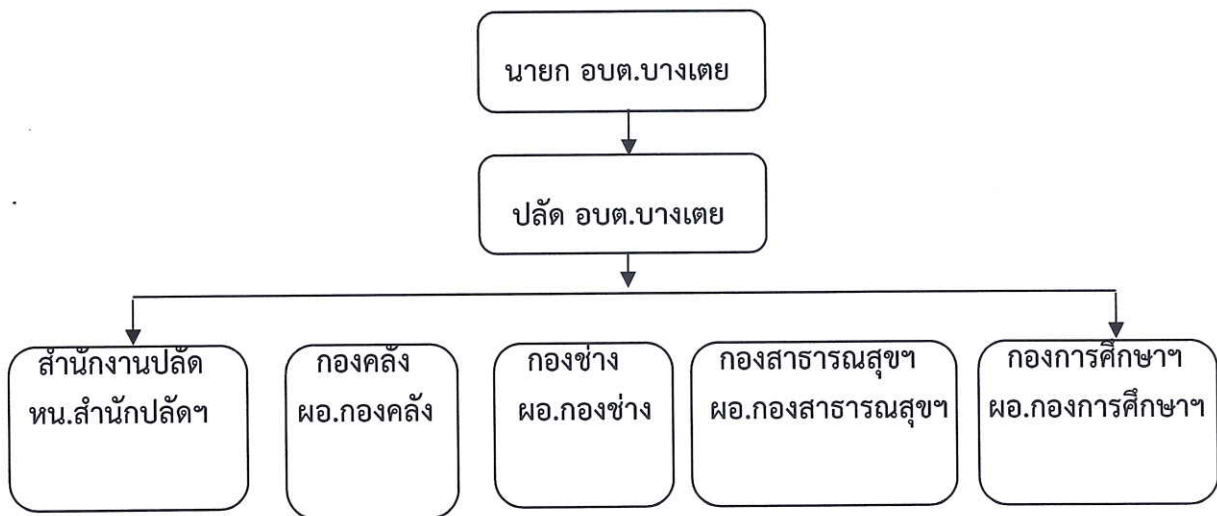 นายก อบต.บางเตย
ปลัด อบต.บางเตย
สำนักงานปลัด
หน.สำนักปลัดฯ
กองคลัง
ผอ.กองคลัง
กองช่าง
ผอ.กองช่าง
กองสาธารณสุขฯ
ผอ.กองสาธารณสุขฯ
กองการศึกษาฯ
ผอ.กองการศึกษาฯ